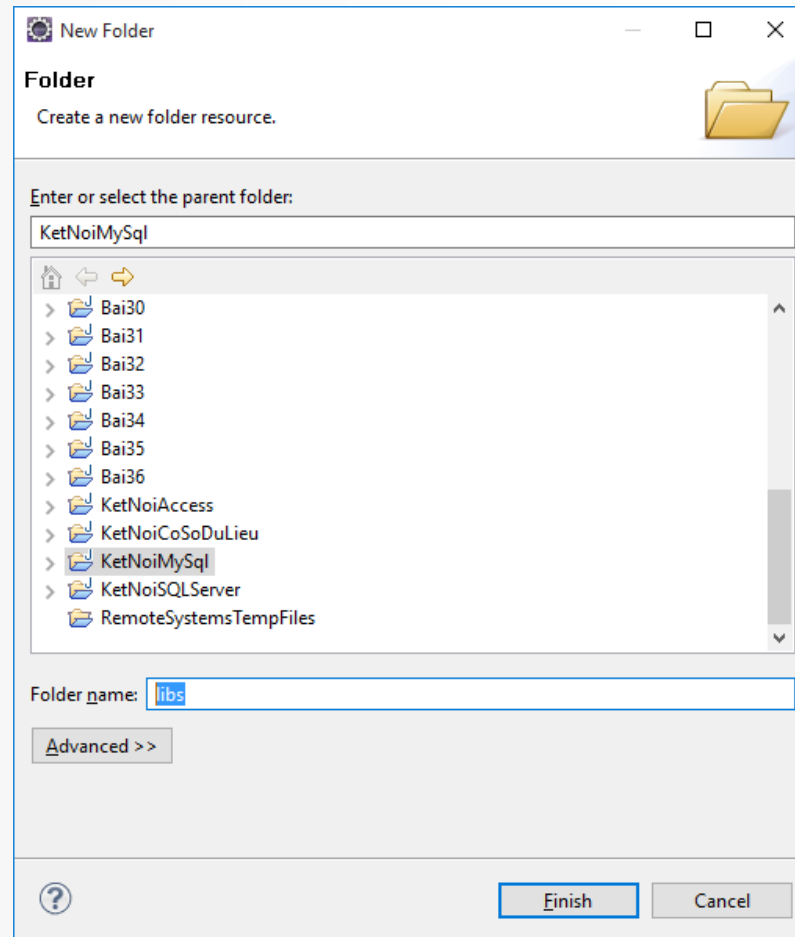 New Folder
Folder
Create a new folder resource.
Enter or select the parent folder:
KetNoiMySql
Bai30
Bai31
Bai32
Bai33
Bai34
Bai35
Bai36
KetNoiAccess
KetNoiCoSoDuLieu
KetNoiMySql
KetNoiSQLServer
RemoteSystemsTempFiles
Folder name: libs
Advanced >>
? Finish Cancel